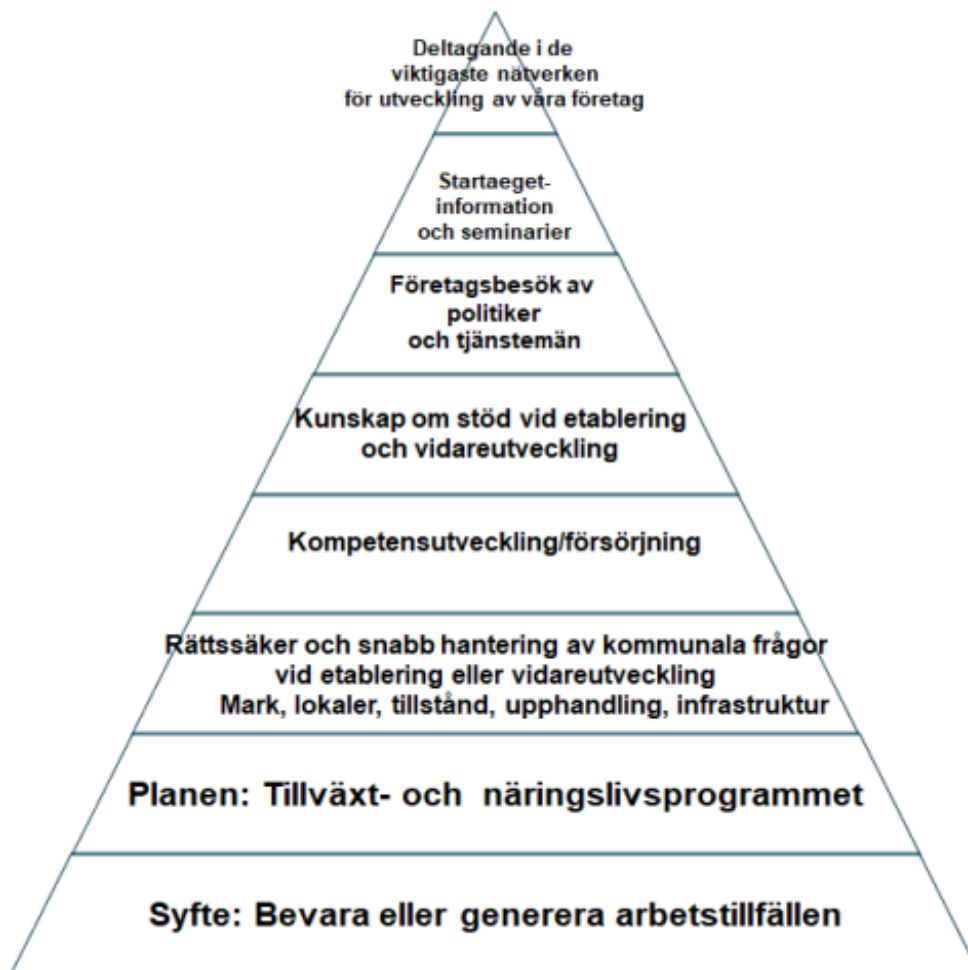 Deltagande i de
viktigaste nätverken
för utveckling av våra företag
Startaeget-
information
och seminarier
Företagsbesök av
politiker
och tjänstemän
Kunskap om stöd vid etablering
och vidareutveckling
Kompetensutveckling/försörjning
Rättssäker och snabb hantering av kommunala frågor
vid etablering eller vidareutveckling
Mark, lokaler, tillstånd, upphandling, infrastruktur
Planen: Tillväxt- och näringslivsprogrammet
Syfte: Bevara eller generera arbetstillfällen